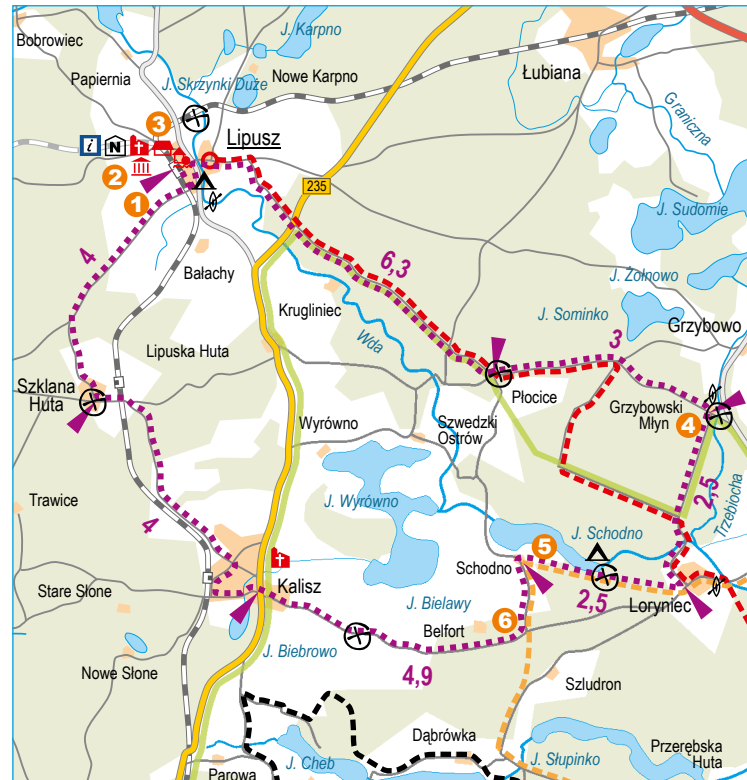 Bobrowiec
J. Karpno
Łubiana
Papiernia
J. Skrzynki Duże
Nowe Karpno
Graniczna
3
i
N
Lipusz
2
1
235
J. Sudomie
4
6,3
Bałachy
J. Żołnowo
Krugliniec
J. Sominko
Grzybowo
Wda
3
Lipuska Huta
Szklana
Huta
Płocice
Grzybowski
Młyn
4
Wyrówno
Szwedzki
Ostrów
2,5
Trzebiocha
Trawice
J. Wyrówno
4
J. Schodno
5
Schodno
Stare Słone
Kalisz
2,5
Loryniec
J. Bielawy
6
Belfort
J. Biebrowo
4,9
Nowe Słone
Szludron
Dąbrówka
Przerębska
Huta
J. Cheb
J. Słupinko
Parowa